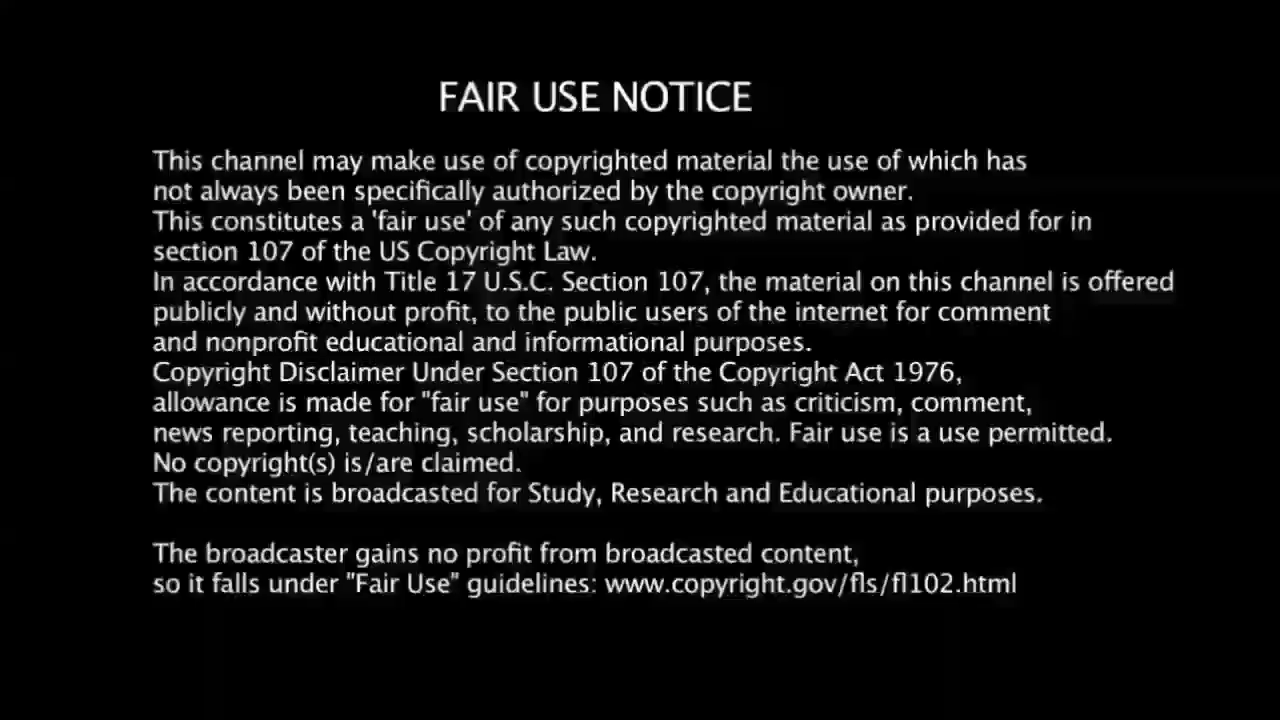 FAIR USE NOTICE
This channel may make use of copyrighted material the use of which has
not always been specifically authorized by the copyright owner.
This constitutes a 'fair use' of any such copyrighted material as provided for in
section 107 of the US Copyright Law.
In accordance with Title 17 U.S.C. Section 107, the material on this channel is offered
publicly and without profit, to the public users of the internet for comment
and nonprofit educational and informational purposes.
Copyright Disclaimer Under Section 107 of the Copyright Act 1976,
allowance is made for "fair use" for purposes such as criticism, comment,
news reporting, teaching, scholarship, and research. Fair use is a use permitted.
No copyright(s) is/are claimed.
The content is broadcasted for Study, Research and Educational purposes.
The broadcaster gains no profit from broadcasted content,
so it falls under "Fair Use" guidelines: www.copyright.gov/fls/fl102.html